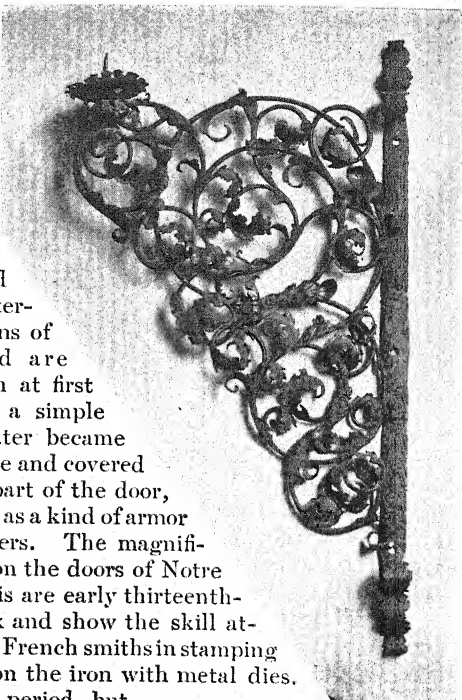 ns of
d are
at first
a simple
ter became
e and covered
part of the door,
as a kind of armor
ers. The magnifi-
on the doors of Notre
is are early thirteenth-
k and show the skill at-
French smiths in stamping
on the iron with metal dies.
period, but